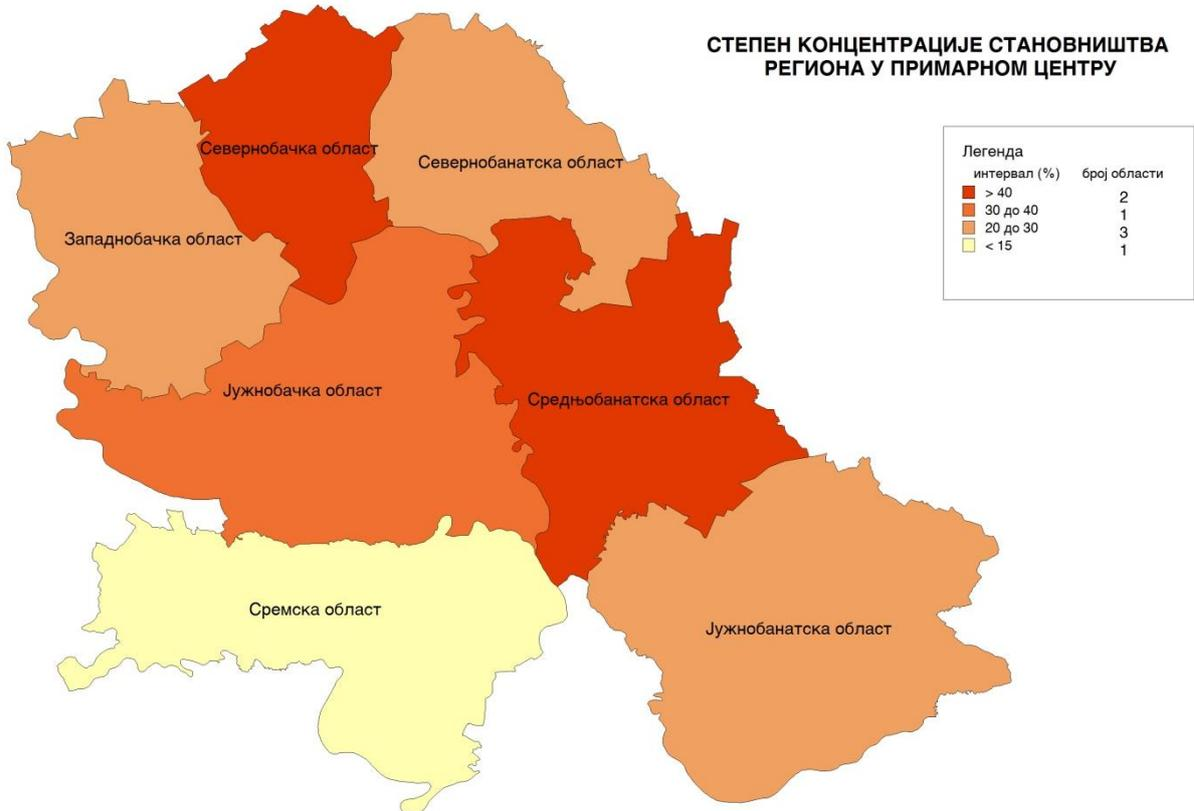 СТЕПЕН КОНЦЕНТРАЦИЈЕ СТАНОВНИШТВА
РЕГИОНА У ПРИМАРНОМ ЦЕНТРУ
Легенда
интервал (%) број области
> 40 2
30 до 40 1
20 до 30 3
< 15 1
Севернобачка област
Севернобанатска област
Западнобачка област
Јужнобачка област
Средњобанатска област
Сремска област
Јужнобанатска област